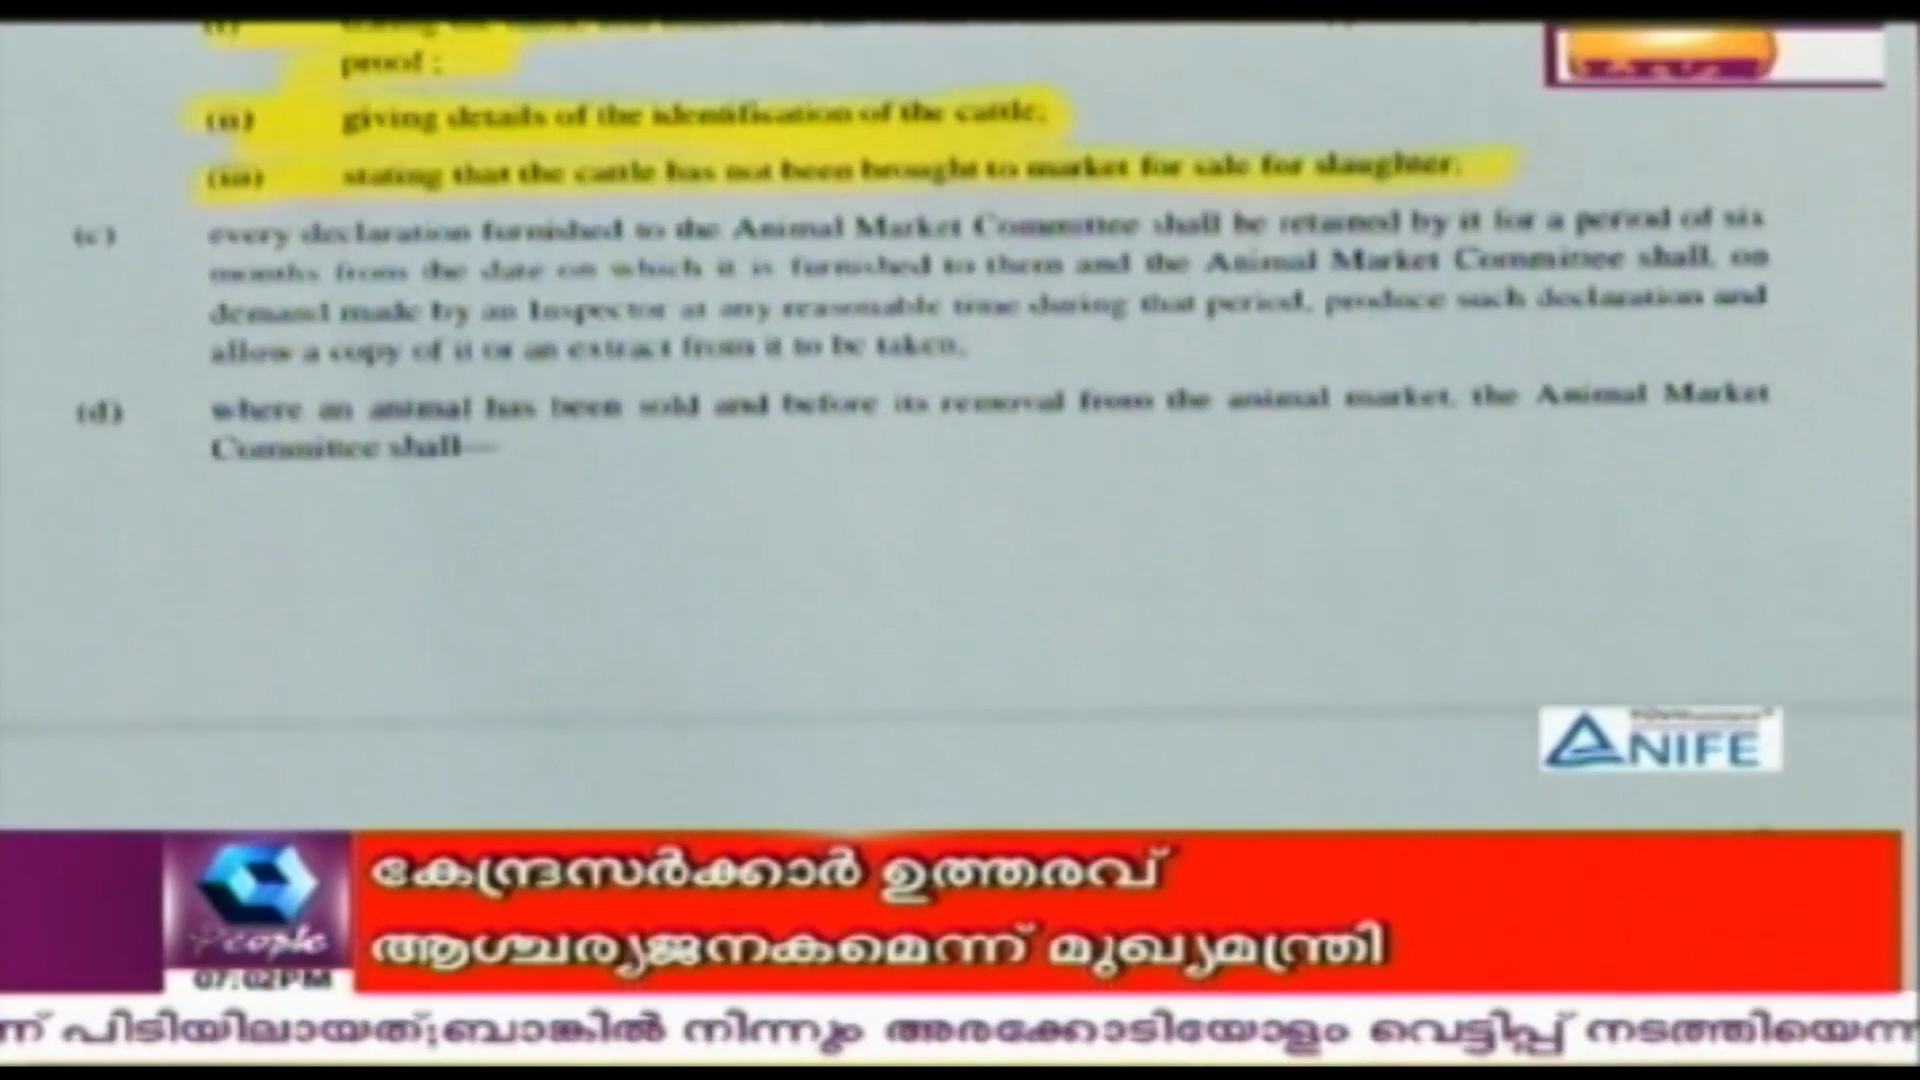 proof ;
(ii) giving details of the identification of the cattle;
(iii) stating that the cattle has not been brought to market for sale for slaughter;
(c) every declaration furnished to the Animal Market Committee shall be retained by it for a period of six
months from the date on which it is furnished to them and the Animal Market Committee shall, on
demand made by an Inspector at any reasonable time during that period, produce such declaration and
allow a copy of it or an extract from it to be taken.
(d) where an animal has been sold and before its removal from the animal market, the Animal Market
Committee shall—
NIFE
കേന്ദ്രസർക്കാർ ഉത്തരവ്
ആശ്ചര്യജനകമെന്ന് മുഖ്യമന്ത്രി
People
07:02PM
ന് പിടിയിലായത്;ബാങ്കിൽ നിന്നും അരക്കോടിയോളം വെട്ടിപ്പ് നടത്തിയെന്ന